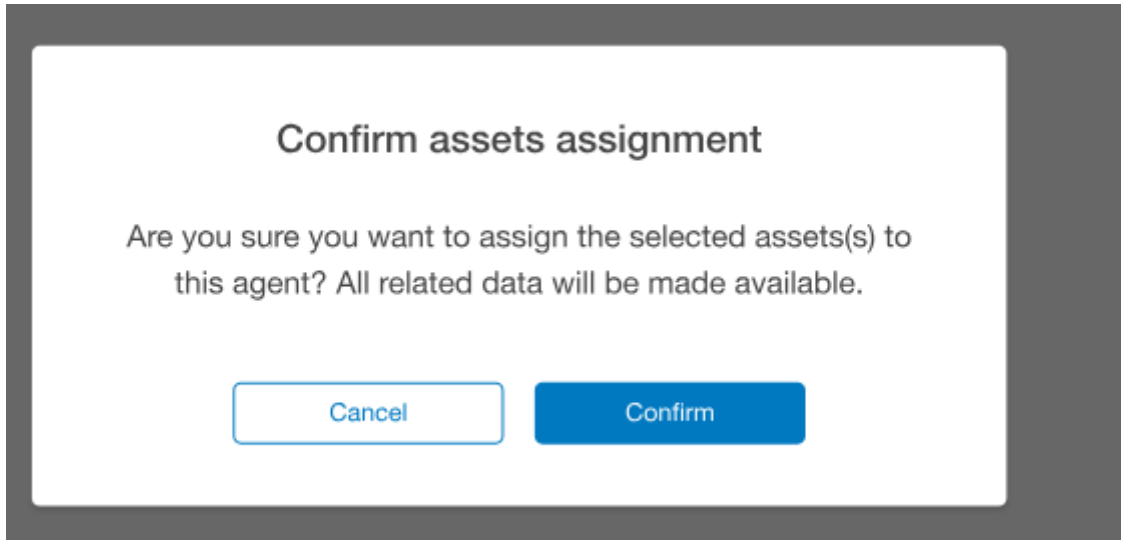 Confirm assets assignment
Are you sure you want to assign the selected assets(s) to
this agent? All related data will be made available.
Cancel
Confirm